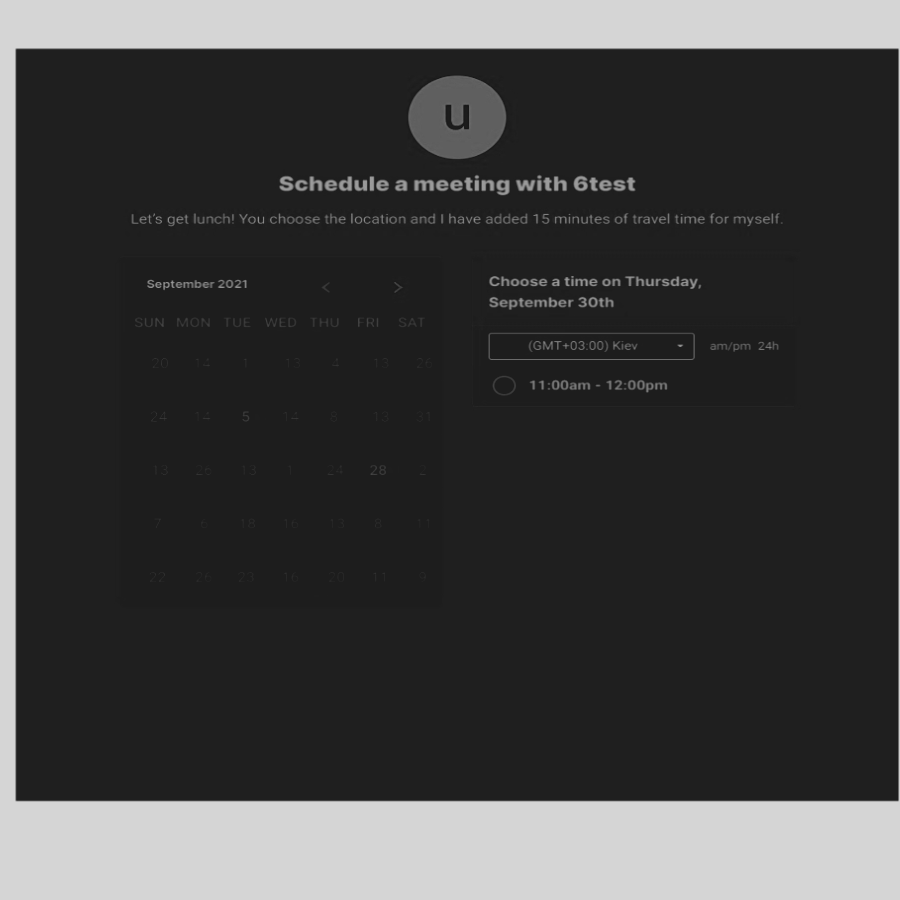 u
Schedule a meeting with 6test
Let's get lunch! You choose the location and I have added 15 minutes of travel time for myself.
September 2021 < >
SUN MON TUE WED THU FRI SAT
20 14 1 13 4 13 26
24 14 5 14 8 13 31
13 26 13 1 24 28 2
7 6 18 16 13 8 11
22 26 23 16 20 11 9
Choose a time on Thursday,
September 30th
(GMT+03:00) Kiev am/pm 24h
11:00am - 12:00pm